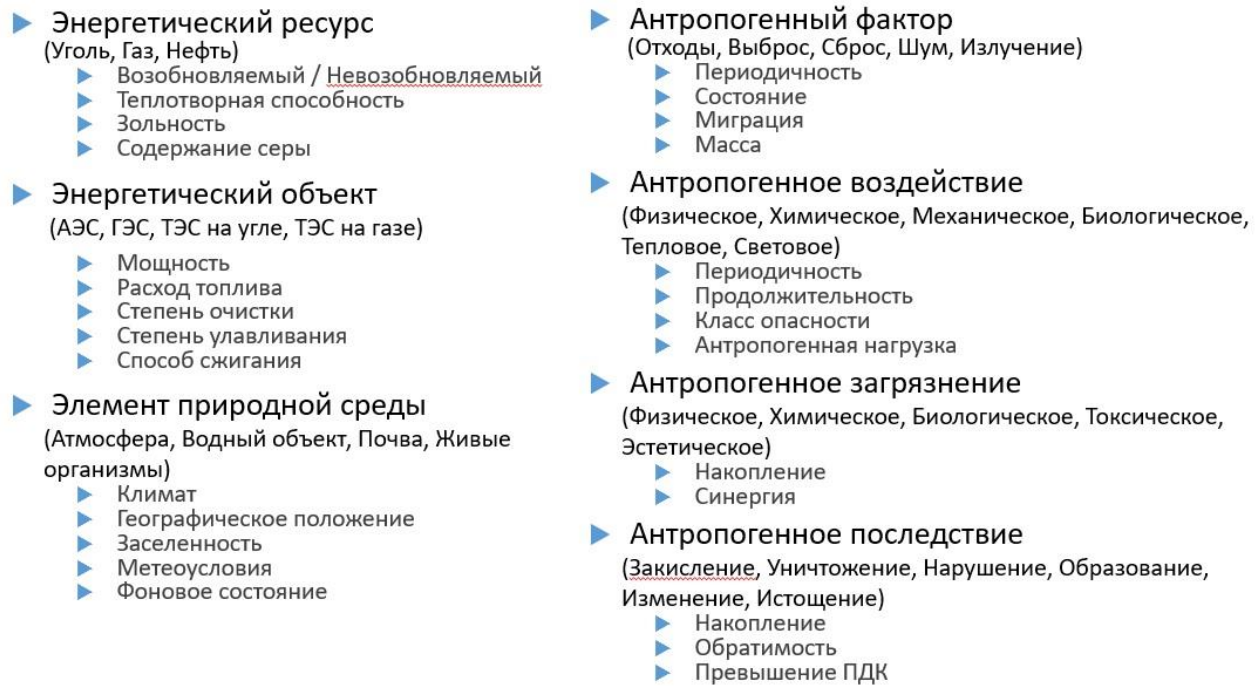 Энергетический ресурс
(Уголь, Газ, Нефть)
Возобновляемый / Невозобновляемый
Теплотворная способность
Зольность
Содержание серы
Энергетический объект
(АЭС, ГЭС, ТЭС на угле, ТЭС на газе)
Мощность
Расход топлива
Степень очистки
Степень улавливания
Способ сжигания
Элемент природной среды
(Атмосфера, Водный объект, Почва, Живые
организмы)
Климат
Географическое положение
Заселенность
Метеоусловия
Фоновое состояние
Антропогенный фактор
(Отходы, Выброс, Сброс, Шум, Излучение)
Периодичность
Состояние
Миграция
Масса
Антропогенное воздействие
(Физическое, Химическое, Механическое, Биологическое,
Тепловое, Световое)
Периодичность
Продолжительность
Класс опасности
Антропогенная нагрузка
Антропогенное загрязнение
(Физическое, Химическое, Биологическое, Токсическое,
Эстетическое)
Накопление
Синергия
Антропогенное последствие
(Закисление, Уничтожение, Нарушение, Образование,
Изменение, Истощение)
Накопление
Обратимость
Превышение ПДК